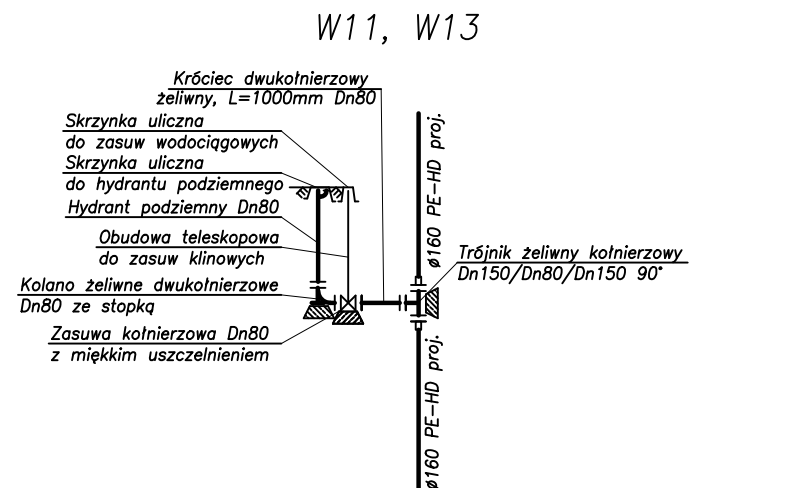 W11, W13
Króciec dwukołnierzowy
żeliwny, L=1000mm Dn80
Skrzynka uliczna
do zasuw wodociągowych
Skrzynka uliczna
do hydrantu podziemnego
Hydrant podziemny Dn80
Obudowa teleskopowa
do zasuw klinowych
Kolano żeliwne dwukołnierzowe
Dn80 ze stopką
Zasuwa kołnierzowa Dn80
z miękkim uszczelnieniem
ø160 PE-HD proj.
Trójnik żeliwny kołnierzowy
Dn150/Dn80/Dn150 90°
ø160 PE-HD proj.